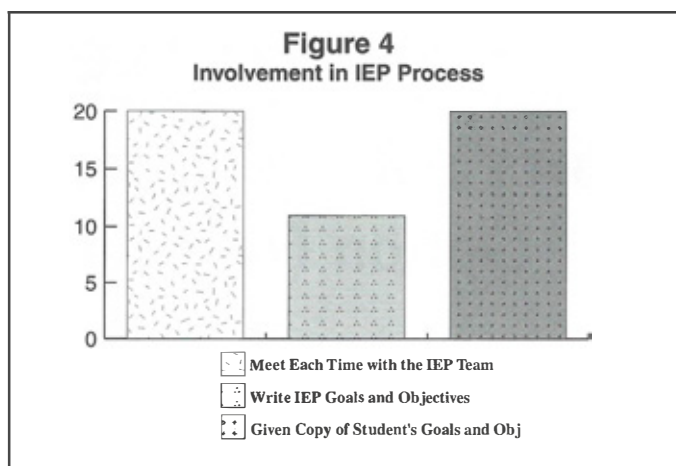 Figure 4
Involvement in IEP Process
20
15
10
5
0
Meet Each Time with the IEP Team
Write IEP Goals and Objectives
Given Copy of Student's Goals and Obj